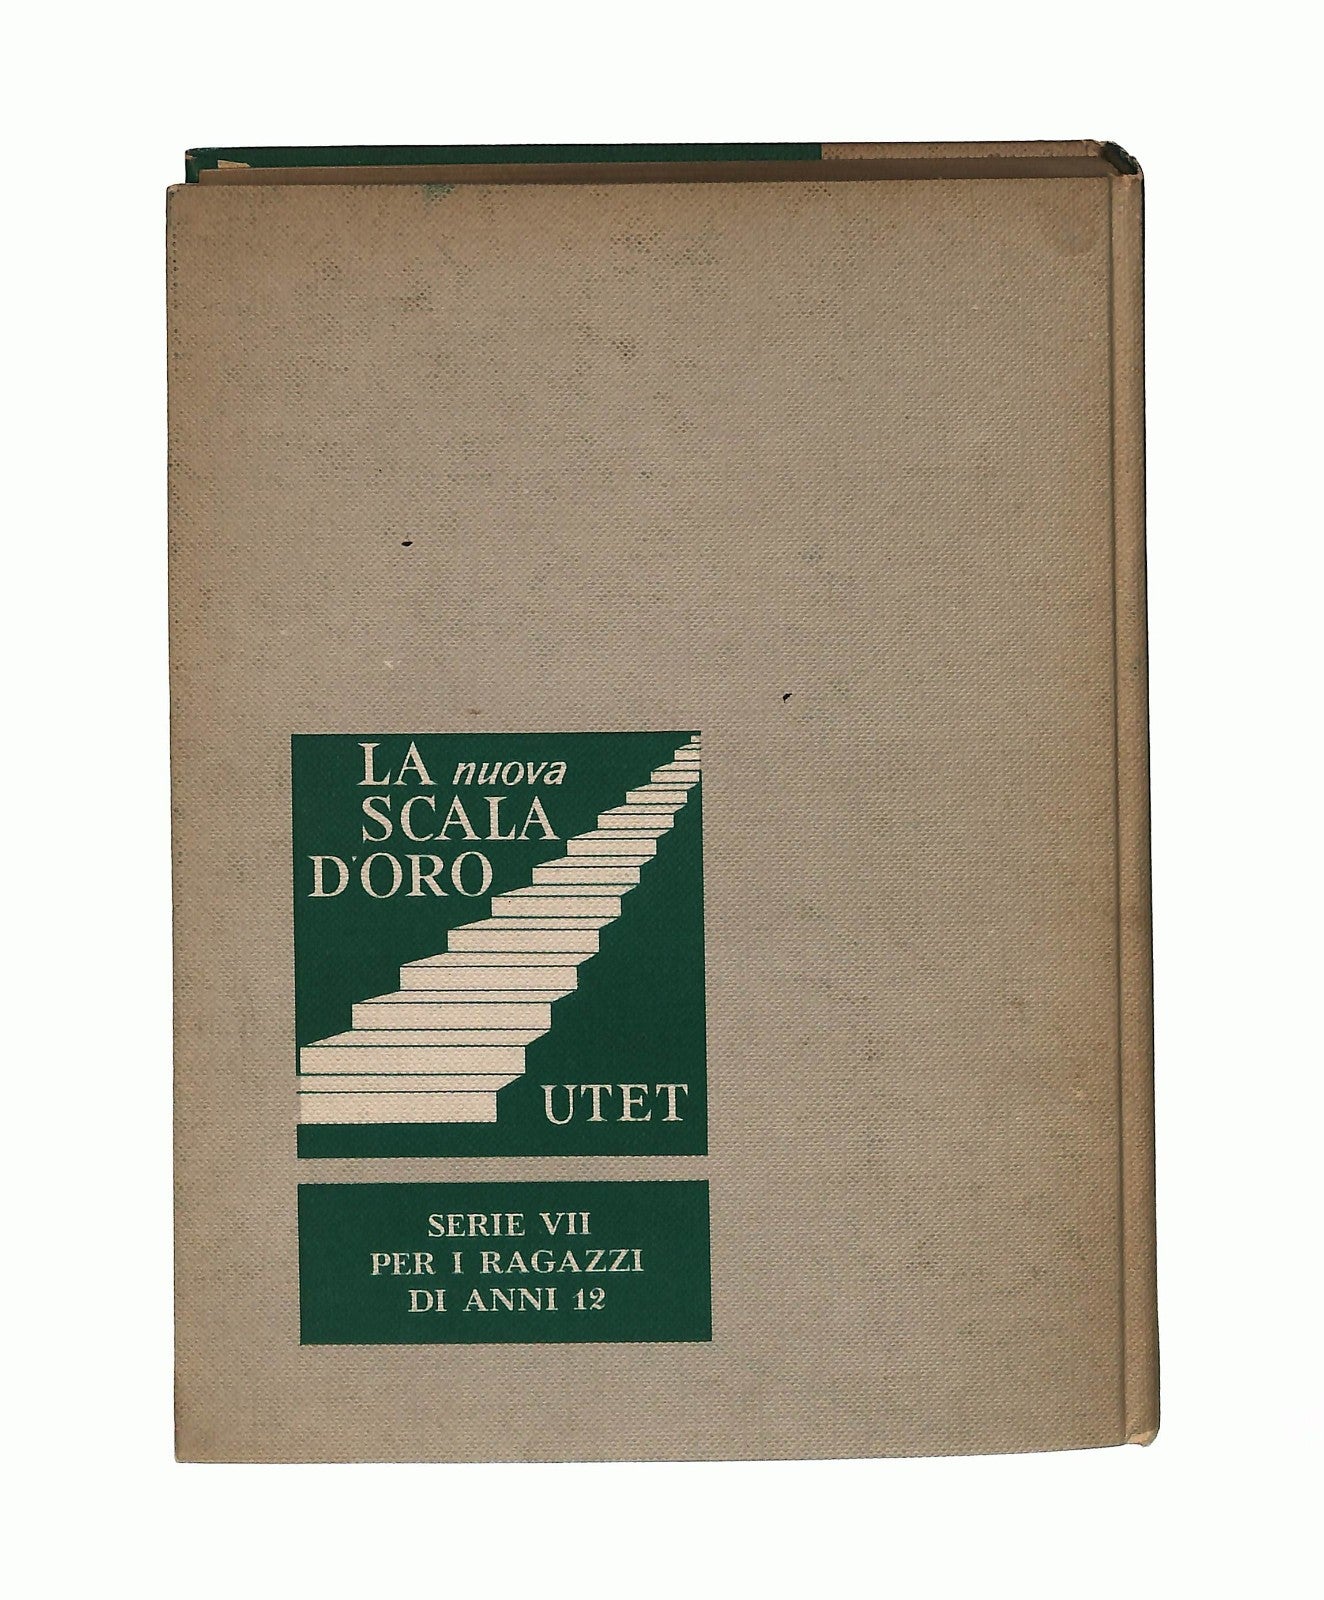 LA nuova
SCALA
D'ORO
UTET
SERIE VII
PER I RAGAZZI
DI ANNI 12